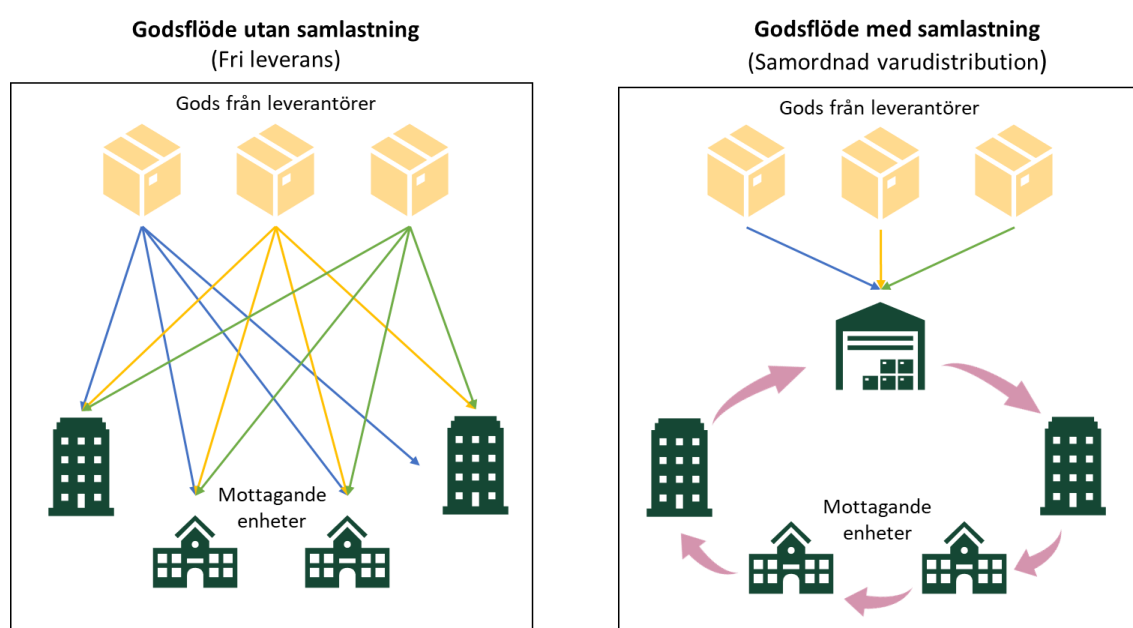 Godsflöde utan samlastning
(Fri leverans)
Gods från leverantörer
Mottagande
enheter
Godsflöde med samlastning
(Samordnad varudistribution)
Gods från leverantörer
Mottagande
enheter